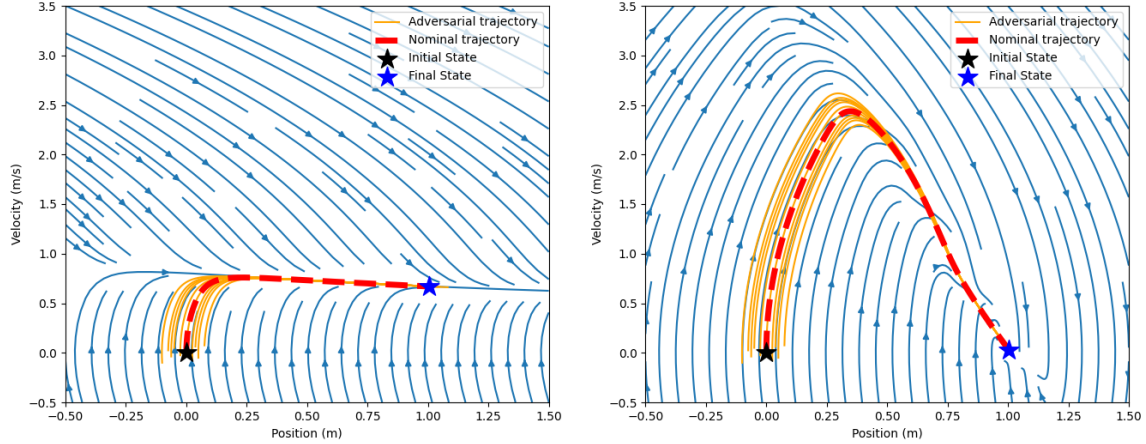 3.5
3.0
2.5
2.0
1.5
1.0
0.5
0.0
−0.5
Velocity (m/s)
Adversarial trajectory
Nominal trajectory
Initial State
Final State
−0.50 −0.25 0.00 0.25 0.50 0.75 1.00 1.25 1.50
Position (m)
3.5
3.0
2.5
2.0
1.5
1.0
0.5
0.0
−0.5
Velocity (m/s)
Adversarial trajectory
Nominal trajectory
Initial State
Final State
−0.50 −0.25 0.00 0.25 0.50 0.75 1.00 1.25 1.50
Position (m)